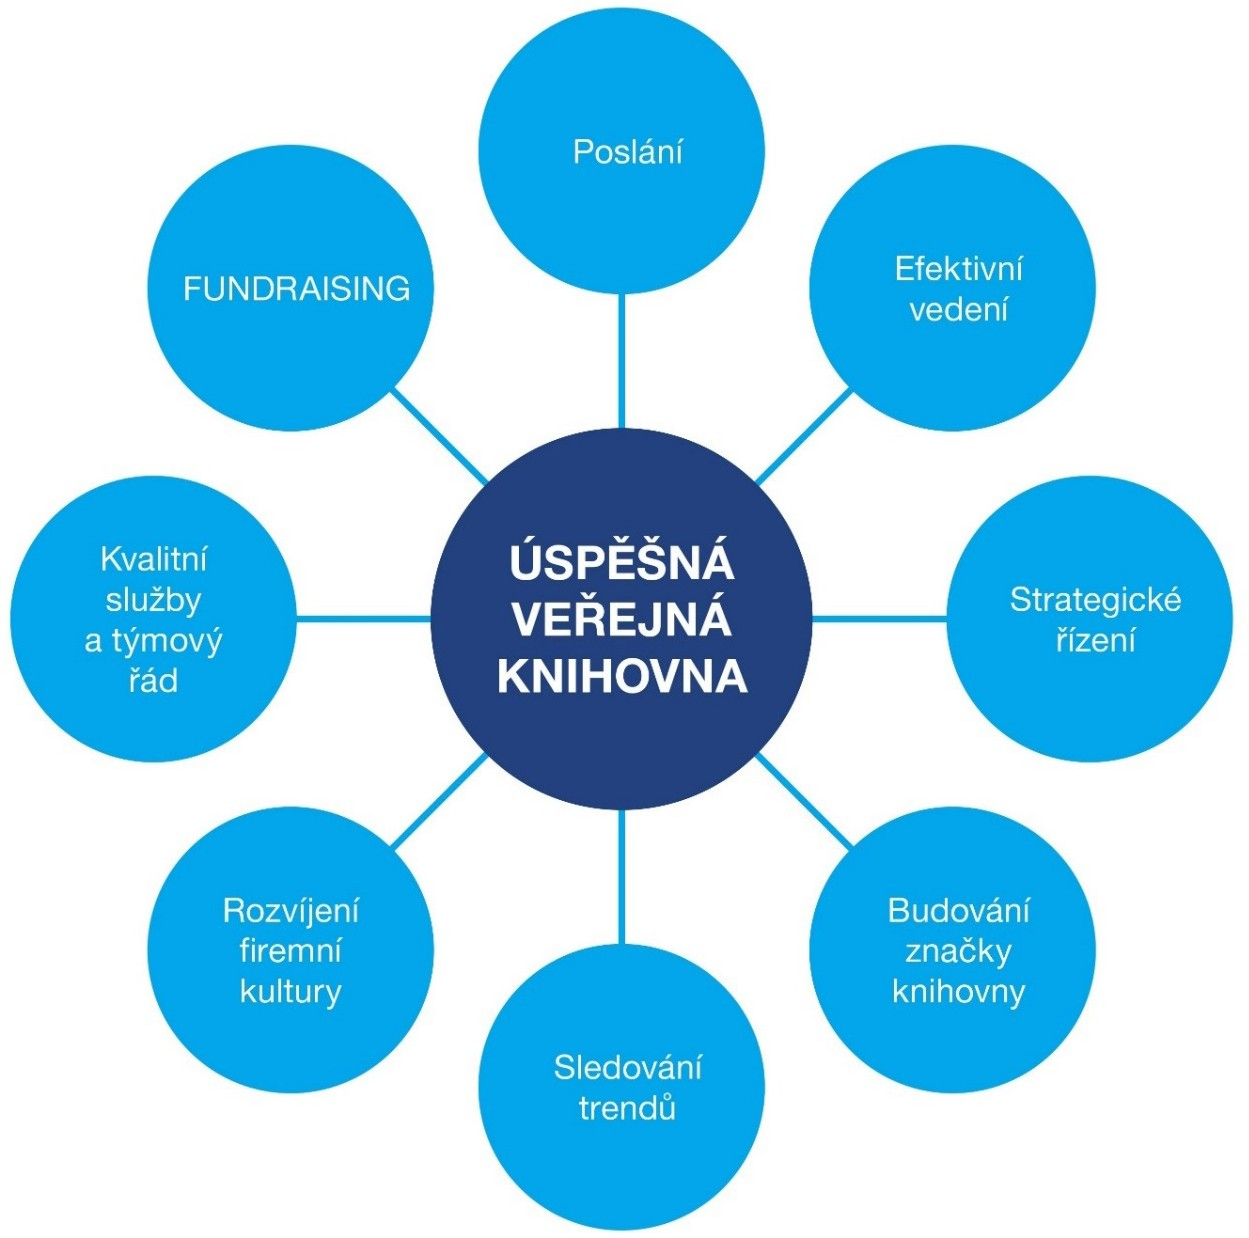 Poslání
Efektivní
vedení
Strategické
řízení
Budování
značky
knihovny
Sledování
trendů
Rozvíjení
firemní
kultury
Kvalitní
služby
a týmový
řád
FUNDRAISING
ÚSPĚŠNÁ
VEŘEJNÁ
KNIHOVNA